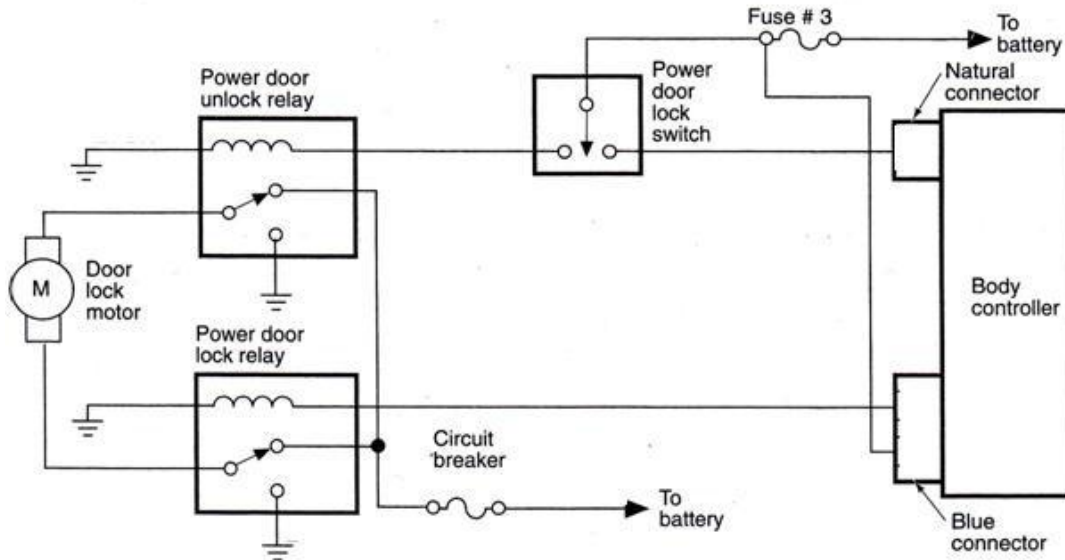 Fuse # 3
To
battery
Natural
connector
Power door
unlock relay
Power
door
lock
switch
M
Door
lock
motor
Body
controller
Power door
lock relay
Circuit
breaker
To
battery
Blue
connector